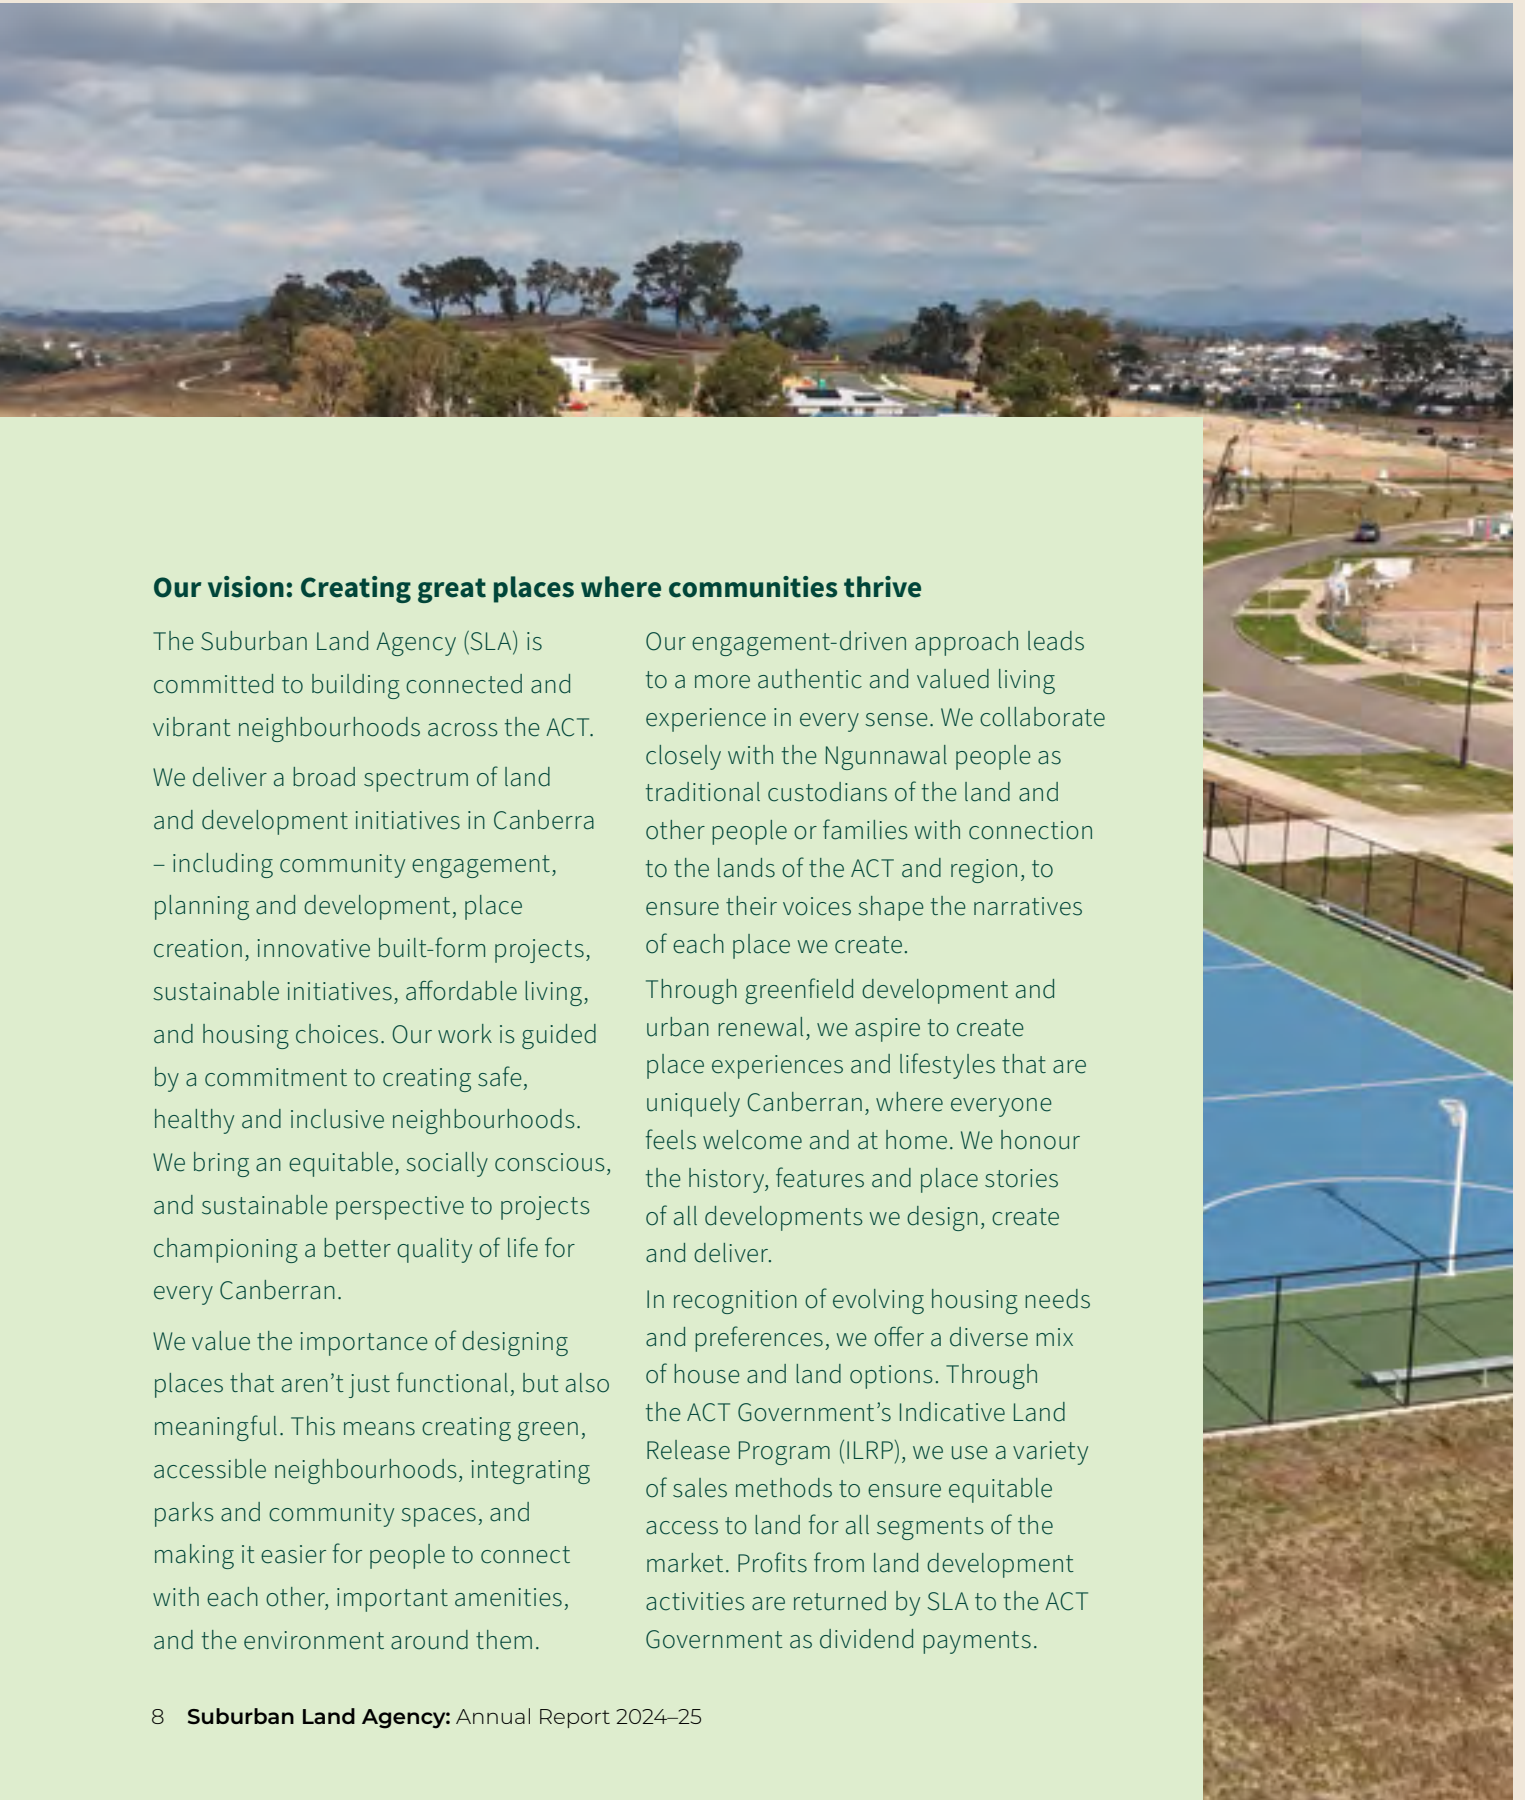 Our vision: Creating great places where communities thrive
The Suburban Land Agency (SLA) is
committed to building connected and
vibrant neighbourhoods across the ACT.
We deliver a broad spectrum of land
and development initiatives in Canberra
– including community engagement,
planning and development, place
creation, innovative built-form projects,
sustainable initiatives, affordable living,
and housing choices. Our work is guided
by a commitment to creating safe,
healthy and inclusive neighbourhoods.
We bring an equitable, socially conscious,
and sustainable perspective to projects
championing a better quality of life for
every Canberran.
We value the importance of designing
places that aren’t just functional, but also
meaningful. This means creating green,
accessible neighbourhoods, integrating
parks and community spaces, and
making it easier for people to connect
with each other, important amenities,
and the environment around them.
Our engagement-driven approach leads
to a more authentic and valued living
experience in every sense. We collaborate
closely with the Ngunnawal people as
traditional custodians of the land and
other people or families with connection
to the lands of the ACT and region, to
ensure their voices shape the narratives
of each place we create.
Through greenfield development and
urban renewal, we aspire to create
place experiences and lifestyles that are
uniquely Canberran, where everyone
feels welcome and at home. We honour
the history, features and place stories
of all developments we design, create
and deliver.
In recognition of evolving housing needs
and preferences, we offer a diverse mix
of house and land options. Through
the ACT Government’s Indicative Land
Release Program (ILRP), we use a variety
of sales methods to ensure equitable
access to land for all segments of the
market. Profits from land development
activities are returned by SLA to the ACT
Government as dividend payments.
8 Suburban Land Agency: Annual Report 2024–25